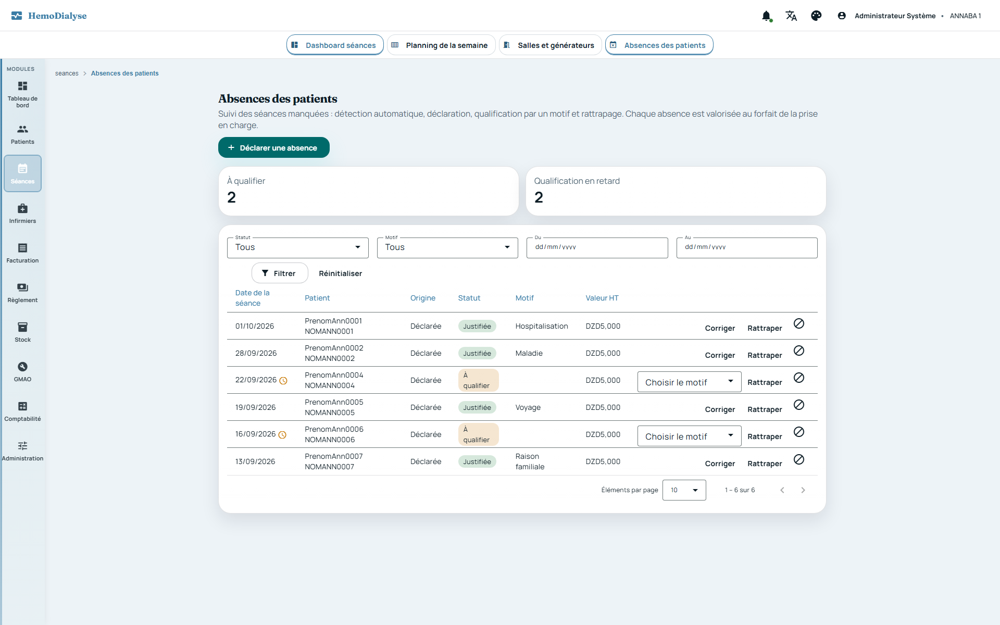 HemoDialyse
Administrateur Système • ANNABA 1
Dashboard séances
Planning de la semaine
Salles et générateurs
Absences des patients
MODULES
Tableau de bord
Patients
Séances
Infirmiers
Facturation
Règlement
Stock
GMAO
Comptabilité
Administration
seances > Absences des patients
Absences des patients
Suivi des séances manquées : détection automatique, déclaration, qualification par un motif et rattrapage. Chaque absence est valorisée au forfait de la prise
en charge.
+ Déclarer une absence
À qualifier
2
Qualification en retard
2
Statut
Tous
Motif
Tous
Du
dd/mm/yyyy
Au
dd/mm/yyyy
Filtrer
Réinitialiser
Date de la séance Patient Origine Statut Motif Valeur HT
01/10/2026 PrenomAnn0001 NOMANN0001 Déclarée Justifiée Hospitalisation DZD5,000 Corriger Rattraper
28/09/2026 PrenomAnn0002 NOMANN0002 Déclarée Justifiée Maladie DZD5,000 Corriger Rattraper
22/09/2026 PrenomAnn0004 NOMANN0004 Déclarée À qualifier DZD5,000 Choisir le motif Rattraper
19/09/2026 PrenomAnn0005 NOMANN0005 Déclarée Justifiée Voyage DZD5,000 Corriger Rattraper
16/09/2026 PrenomAnn0006 NOMANN0006 Déclarée À qualifier DZD5,000 Choisir le motif Rattraper
13/09/2026 PrenomAnn0007 NOMANN0007 Déclarée Justifiée Raison familiale DZD5,000 Corriger Rattraper
Éléments par page 10 1 – 6 sur 6